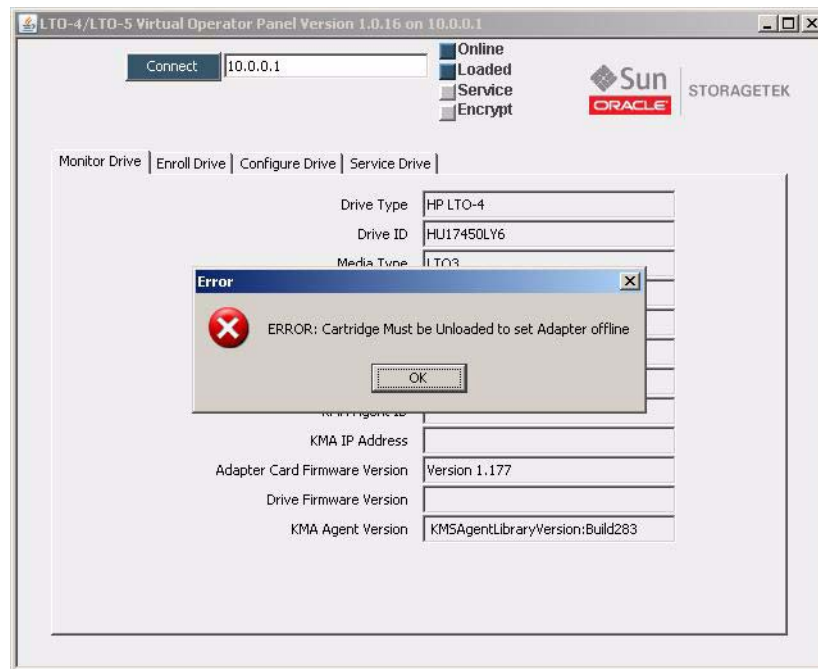 LTO-4/LTO-5 Virtual Operator Panel Version 1.0.16 on 10.0.0.1
Connect 10.0.0.1
Online
Loaded
Service
Encrypt
Sun
ORACLE
STORAGETEK
Monitor Drive Enroll Drive Configure Drive Service Drive
Drive Type HP LTO-4
Drive ID HU17450LY6
Media Type LTO3
Error
ERROR: Cartridge Must be Unloaded to set Adapter offline
OK
KMA Agent ID
KMA IP Address
Adapter Card Firmware Version Version 1.177
Drive Firmware Version
KMA Agent Version KMSAgentLibraryVersion:Build283